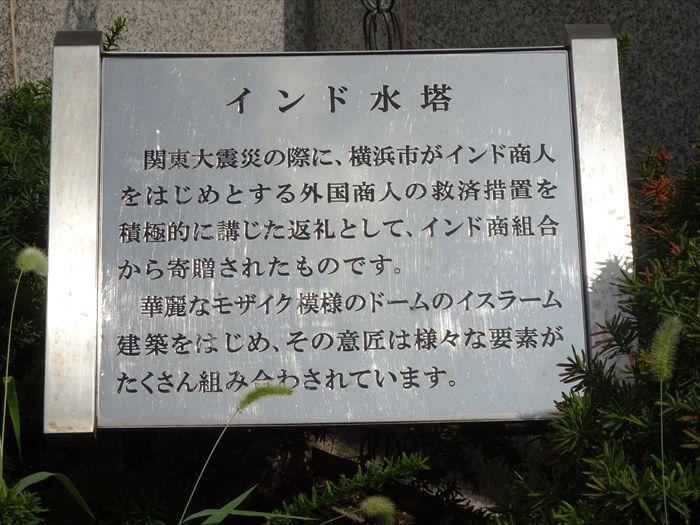 インド水塔
関東大震災の際に、横浜市がインド商人
をはじめとする外国商人の救済措置を
積極的に講じた返礼として、インド商組合
から寄贈されたものです。
華麗なモザイク模様のドームのイスラーム
建築をはじめ、その意匠は様々な要素が
たくさん組み合わされています。